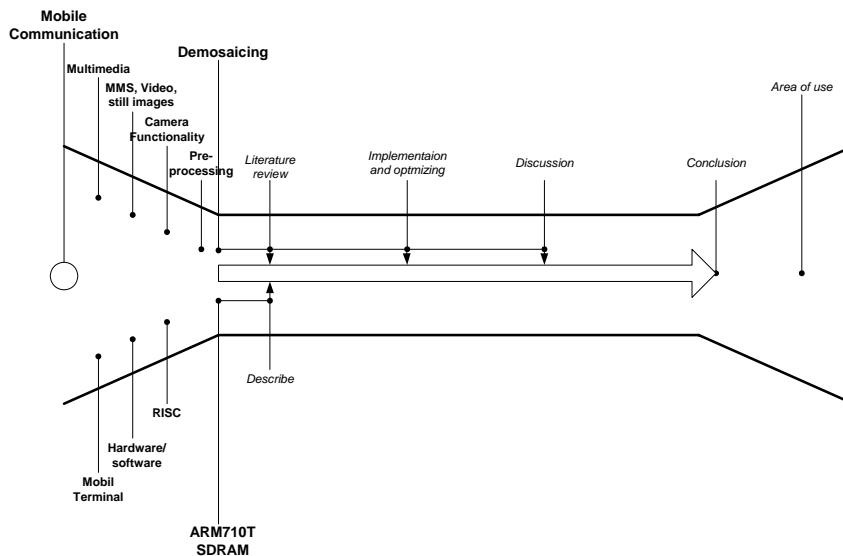 Mobile
Communication
Demosaicing
Multimedia
MMS, Video,
still images
Camera
Functionality
Pre-
processing
Literature
review
Implementaion
and optmizing
Discussion
Conclusion
Area of use
Describe
RISC
Hardware/
software
Mobil
Terminal
ARM710T
SDRAM